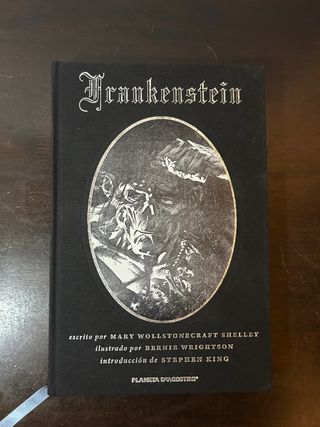 Frankenstein
escrito por MARY WOLLSTONECRAFT SHELLEY
ilustrado por BERNIE WRIGHTSON
introducción de STEPHEN KING
PLANETA DEAGOSTINI